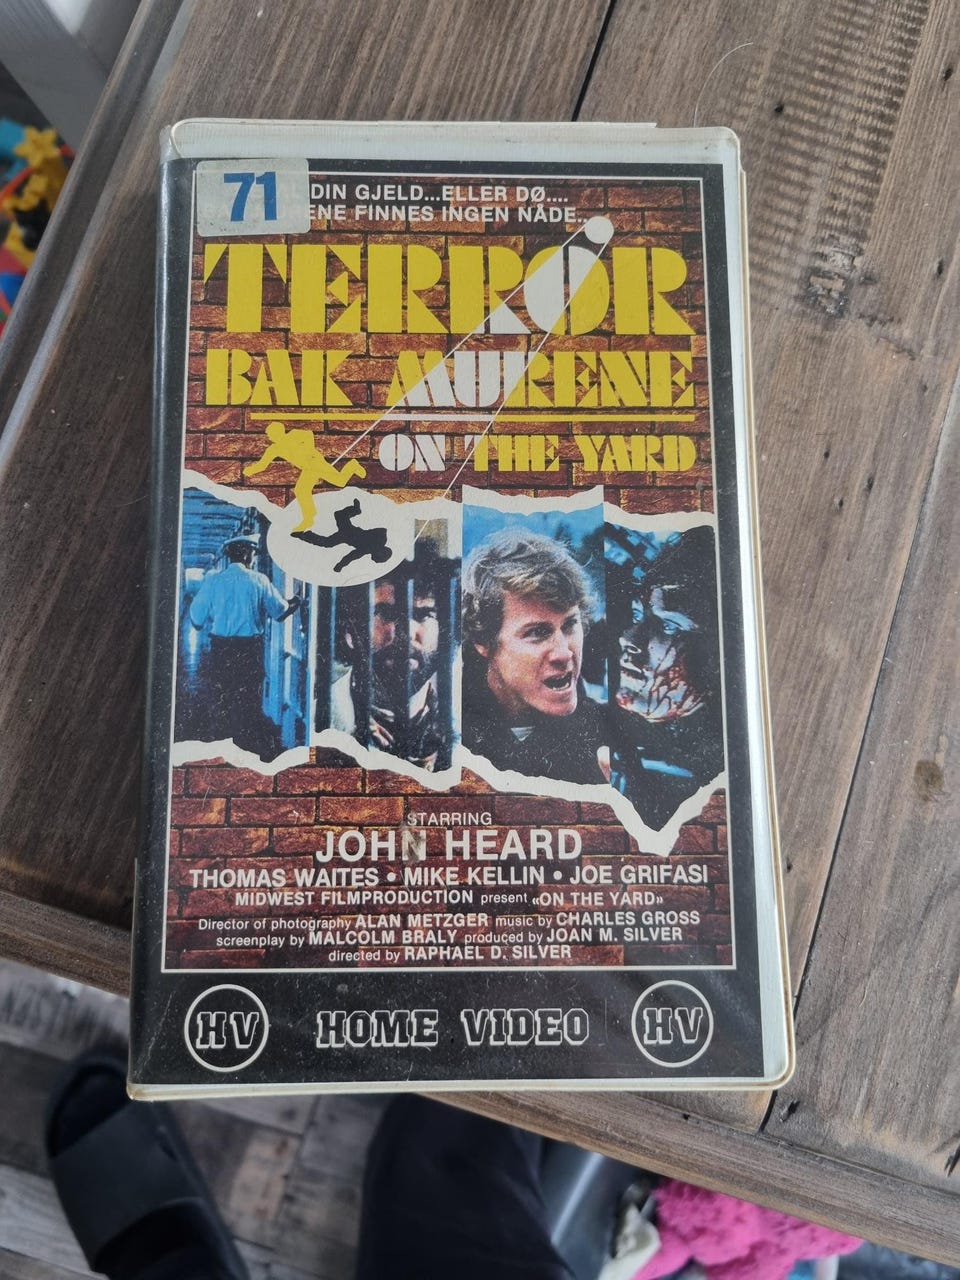 71
DIN GJELD...ELLER DØ....
FINNES INGEN NÅDE...
TERROR
BAK MURENE
ON THE YARD
STARRING
JOHN HEARD
THOMAS WAITES • MIKE KELLIN • JOE GRIFASI
MIDWEST FILMPRODUCTION present «ON THE YARD»
Director of photography ALAN METZGER music by CHARLES GROSS
screenplay by MALCOLM BRALY produced by JOAN M. SILVER
directed by RAPHAEL D. SILVER
HV HOME VIDEO HV